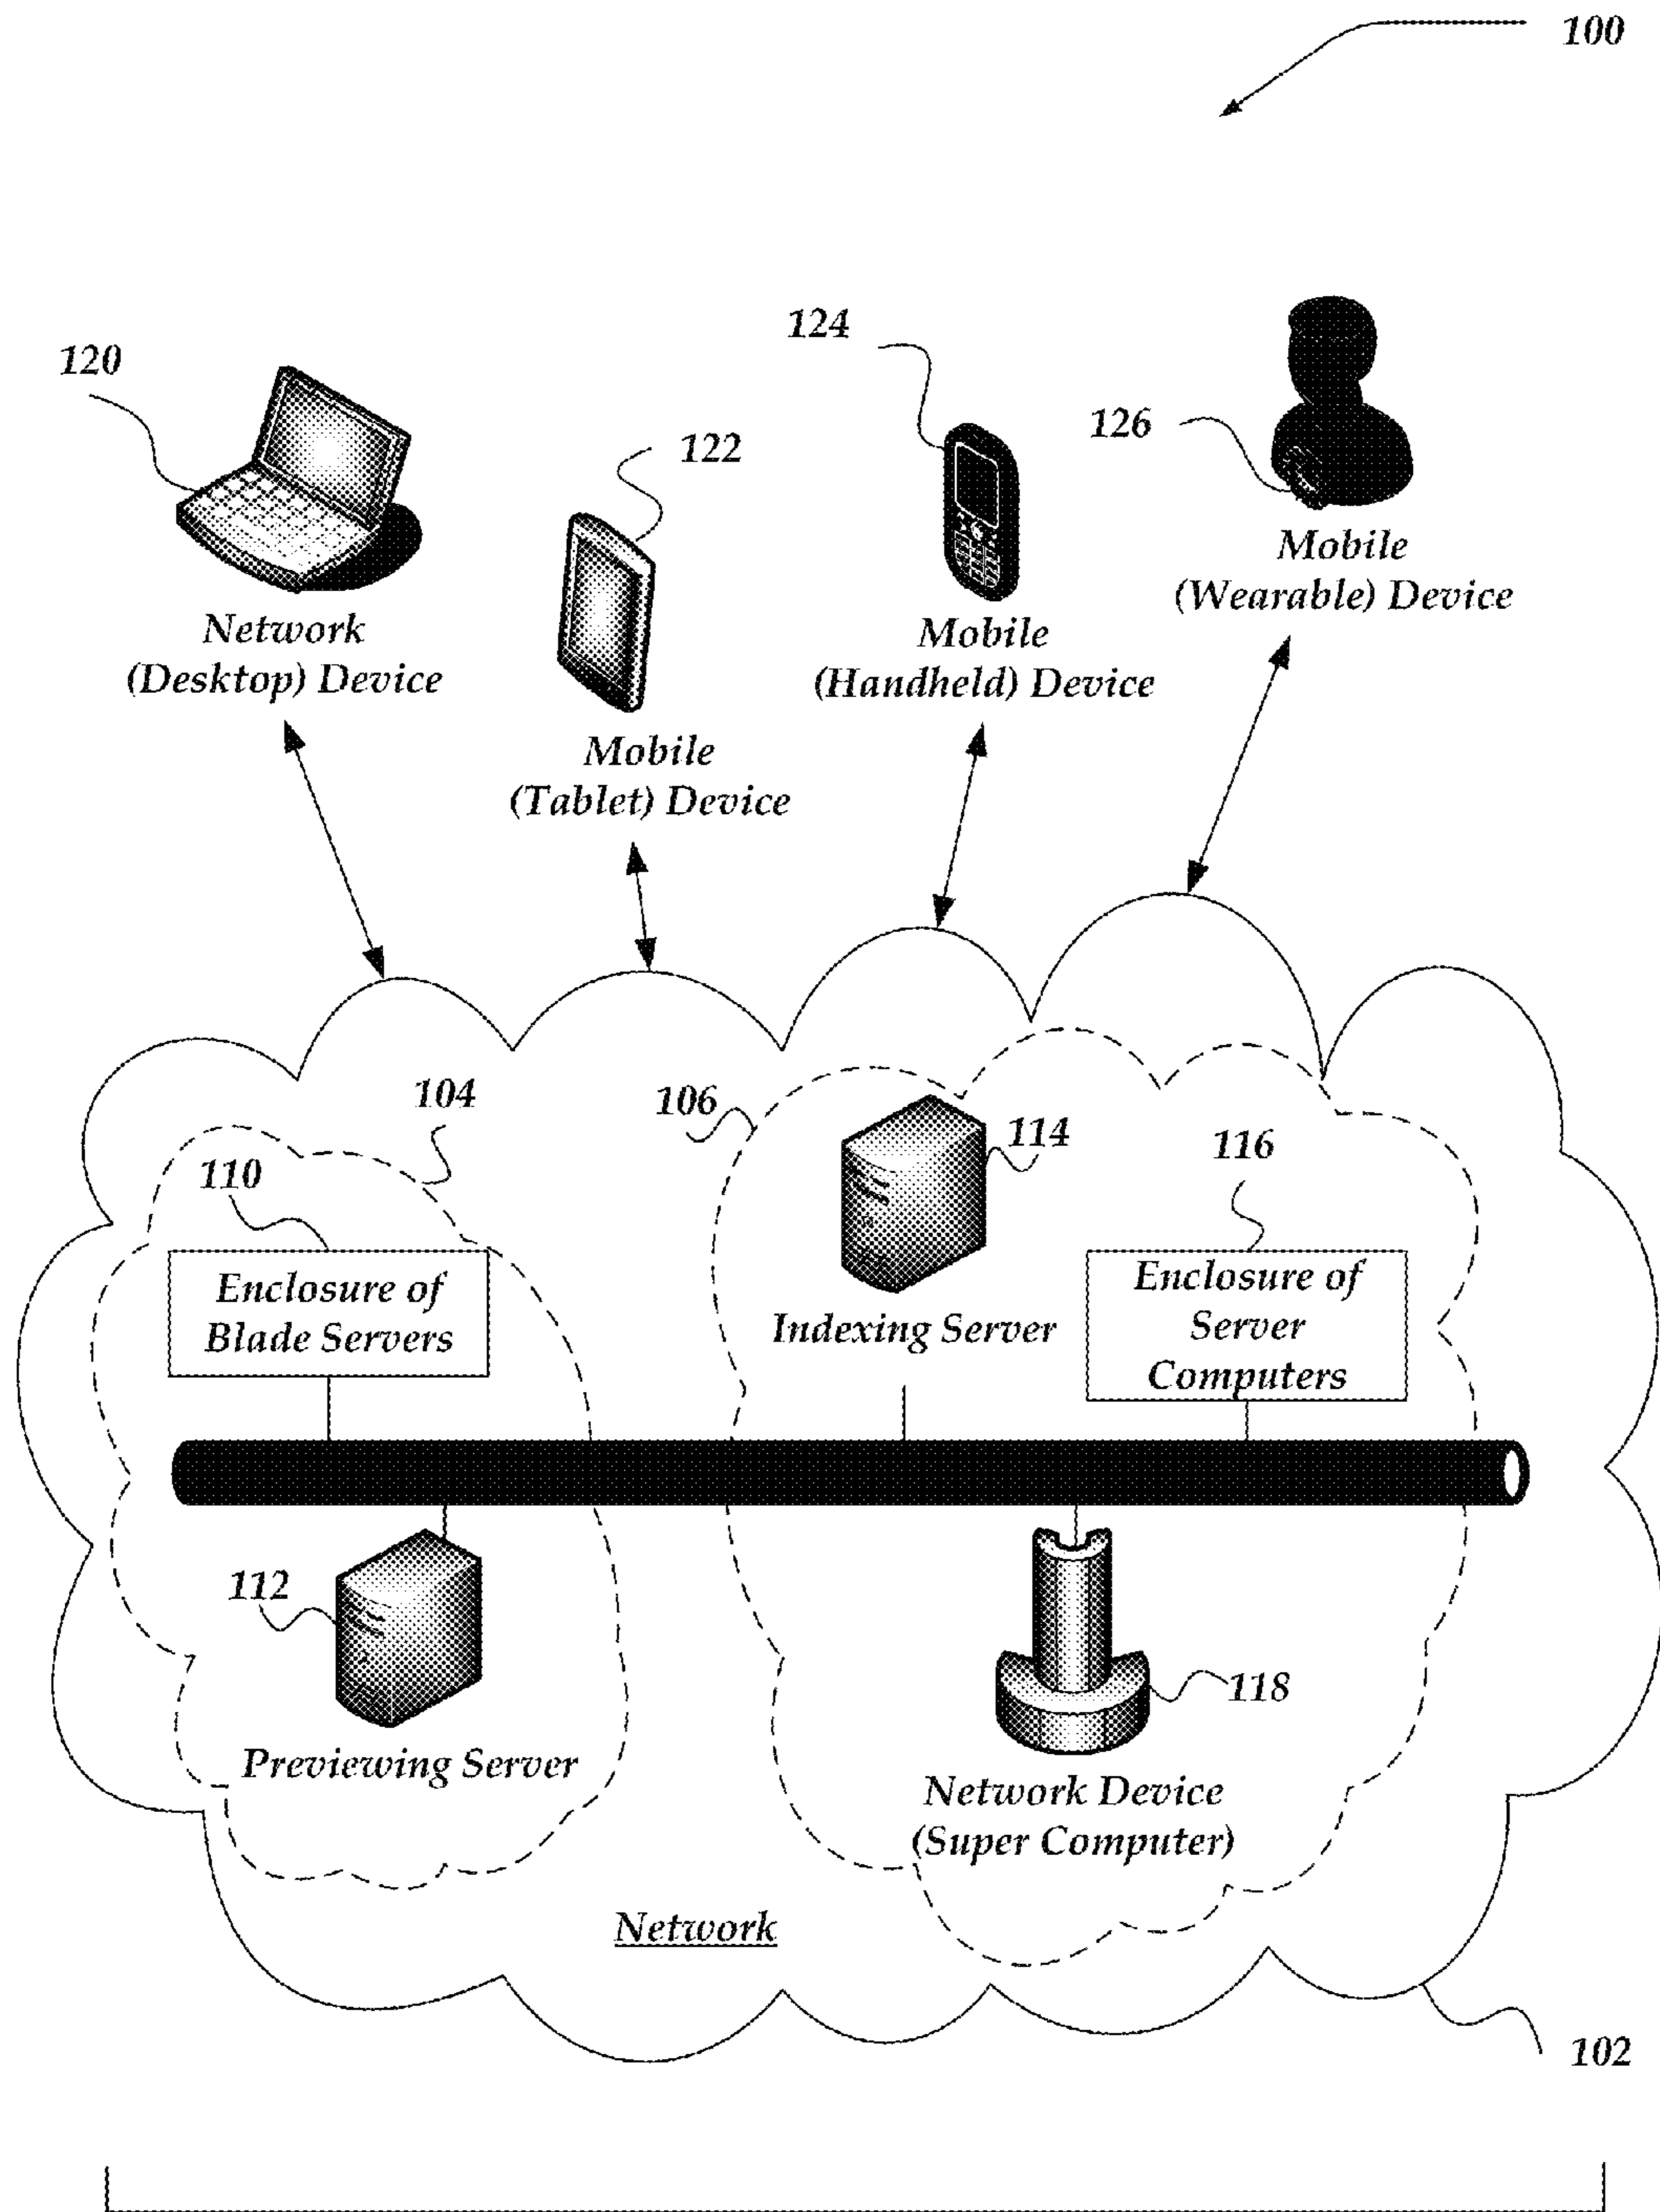 100
120
122
124
126
Network
(Desktop) Device
Mobile
(Tablet) Device
Mobile
(Handheld) Device
Mobile
(Wearable) Device
104
106
110
114
116
Enclosure of
Blade Servers
Indexing Server
Enclosure of
Server
Computers
112
118
Previewing Server
Network Device
(Super Computer)
Network
102